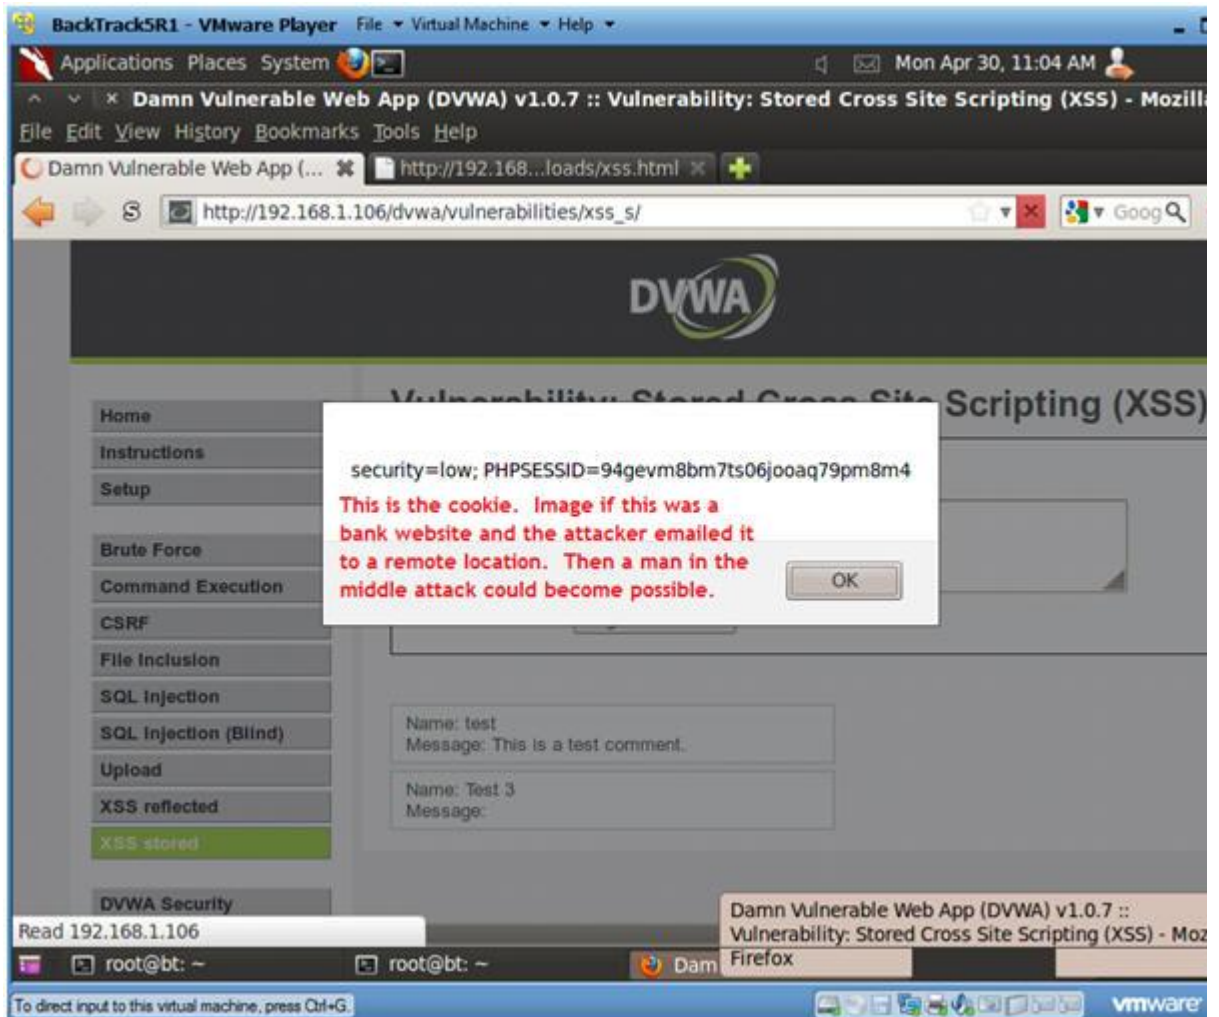 BackTrack5R1 - VMware Player File Virtual Machine Help
Applications Places System Mon Apr 30, 11:04 AM
Damn Vulnerable Web App (DVWA) v1.0.7 :: Vulnerability: Stored Cross Site Scripting (XSS) - Mozilla
File Edit View History Bookmarks Tools Help
Damn Vulnerable Web App (... http://192.168...loads/xss.html
S http://192.168.1.106/dvwa/vulnerabilities/xss_s/ Goog
DVWA
Vulnerability: Stored Cross Site Scripting (XSS)
Home
Instructions
Setup
Brute Force
Command Execution
CSRF
File Inclusion
SQL Injection
SQL Injection (Blind)
Upload
XSS reflected
XSS stored
DVWA Security
security=low; PHPSESSID=94gevm8bm7ts06jooaq79pm8m4
This is the cookie. Image if this was a
bank website and the attacker emailed it
to a remote location. Then a man in the
middle attack could become possible.
OK
Name: test
Message: This is a test comment.
Name: Test 3
Message:
Read 192.168.1.106
Damn Vulnerable Web App (DVWA) v1.0.7 ::
Vulnerability: Stored Cross Site Scripting (XSS) - Moz
Firefox
root@bt: ~ root@bt: ~ Dam
To direct input to this virtual machine, press Ctrl+G. vmware